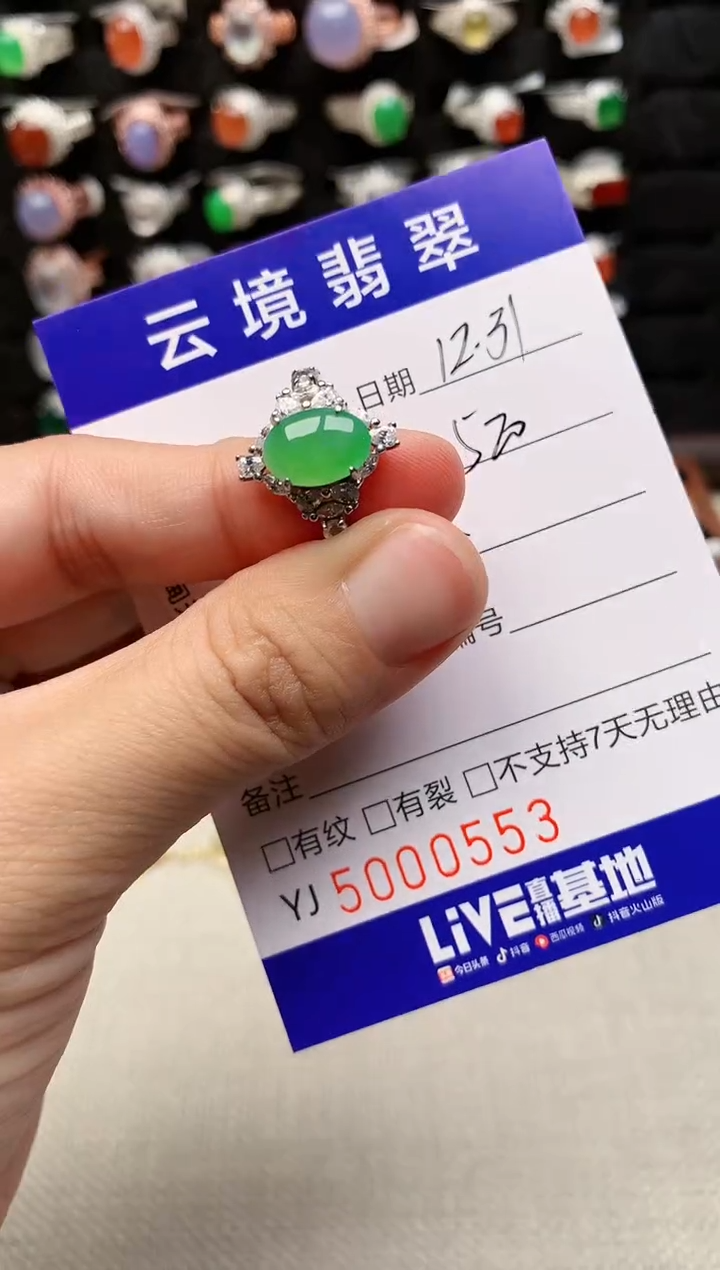 云境翡翠
日期 12.31
号
备注
□有纹 □有裂 □不支持7天无理由
YJ 5000553
LiVE直播基地
今日头条 抖音 西瓜视频 抖音火山版